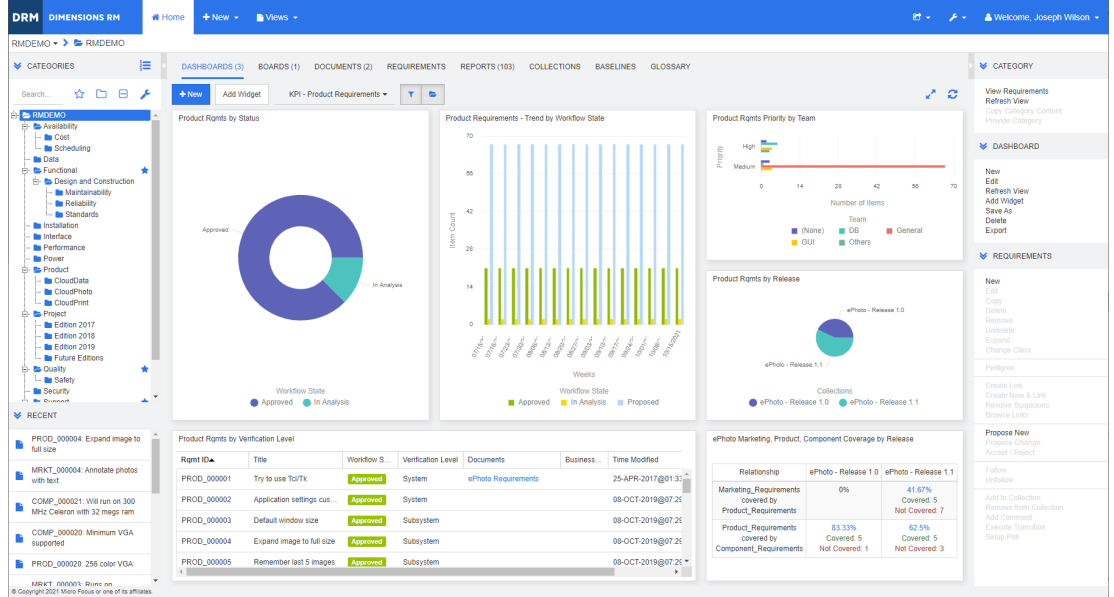 DRM DIMENSIONS RM Home New Views Welcome, Joseph Wilson
RMDEMO RMDEMO
CATEGORIES
Search...
RMDEMO
Availability
Cost
Scheduling
Data
Functional
Design and Construction
Maintainability
Reliability
Standards
Installation
Interface
Performance
Power
Product
CloudData
CloudPhoto
CloudPrint
Project
Edition 2017
Edition 2018
Edition 2019
Future Editions
Quality
Safety
Security
Support
RECENT
PROD_000004: Expand image to
full size
MRKT_000004: Annotate photos
with text
COMP_000021: Will run on 300
MHz Celeron with 32 megs ram
COMP_000020: Minimum VGA
supported
PROD_000020: 256 color VGA
MRKT_000003: Runs on
© Copyright 2021 Micro Focus or one of its affiliates.
DASHBOARDS (3) BOARDS (1) DOCUMENTS (2) REQUIREMENTS REPORTS (103) COLLECTIONS BASELINES GLOSSARY
+ New Add Widget KPI - Product Requirements
Product Rqmts by Status
Approved
In Analysis
Workflow State
Approved In Analysis
Product Requirements - Trend by Workflow State
Item Count
70
56
42
28
14
0
10/15/2021
Weeks
Workflow State
Approved In Analysis Proposed
Product Rqmts Priority by Team
Priority
High
Medium
0 14 28 42 56 70
Number of Items
Team
(None) DB General
GUI Others
Product Rqmts by Release
ePhoto - Release 1.0
ePhoto - Release 1.1
Collections
ePhoto - Release 1.0 ePhoto - Release 1.1
Product Rqmts by Verification Level
Rqmt ID Title Workflow S... Verification Level Documents Business... Time Modified
PROD_000001 Try to use Tcl/Tk Approved System ePhoto Requirements 25-APR-2017@01:33
PROD_000002 Application settings cus... Approved System 08-OCT-2019@07:29
PROD_000003 Default window size Approved Subsystem 08-OCT-2019@07:29
PROD_000004 Expand image to full size Approved Subsystem 08-OCT-2019@07:29
PROD_000005 Remember last 5 images Approved Subsystem 08-OCT-2019@07:29
ePhoto Marketing, Product, Component Coverage by Release
Relationship ePhoto - Release 1.0 ePhoto - Release 1.1
Marketing_Requirements 0% 41.67%
covered by Covered: 5
Product_Requirements Not Covered: 7
Product_Requirements 83.33% 62.5%
covered by Covered: 5 Covered: 5
Component_Requirements Not Covered: 1 Not Covered: 3
CATEGORY
View Requirements
Refresh View
Copy Category Content
Provide Category
DASHBOARD
New
Edit
Refresh View
Add Widget
Save As
Delete
Export
REQUIREMENTS
New
Edit
Copy
Delete
Remove
Undelete
Expand
Change Class
Pedigree
Create Link
Create New & Link
Resolve Suspicions
Browse Links
Propose New
Propose Change
Accept / Reject
Follow
Unfollow
Add to Collection
Remove from Collection
Add Comment
Execute Transition
Setup Poll